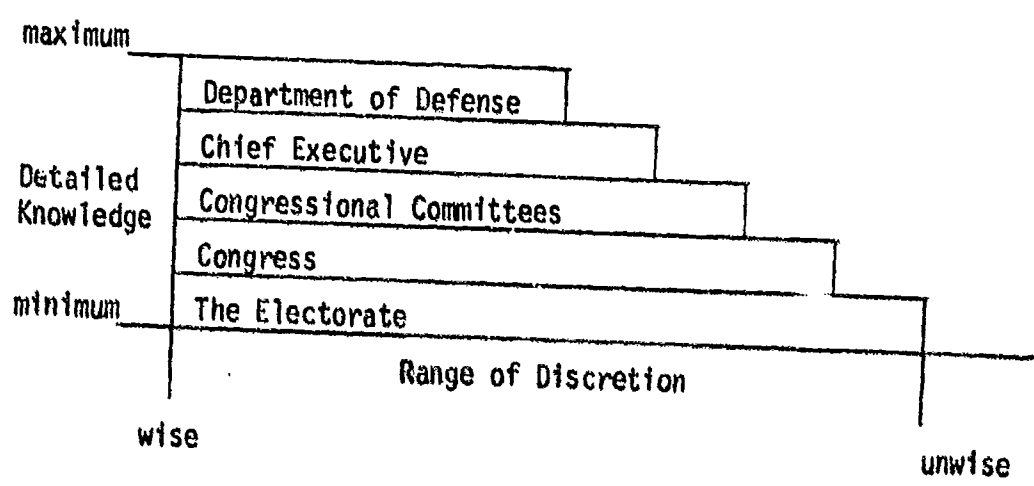 maximum
Department of Defense
Chief Executive
Detailed
Knowledge
Congressional Committees
Congress
minimum
The Electorate
Range of Discretion
wise
unwise